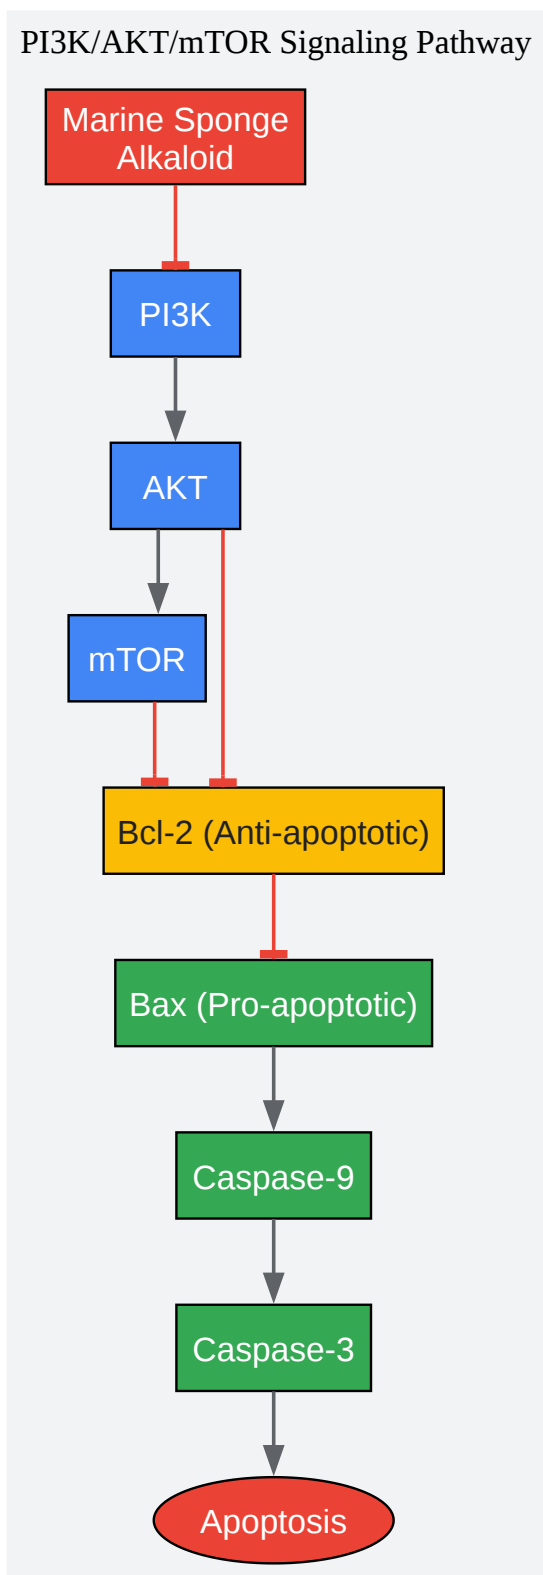 PI3K/AKT/mTOR Signaling Pathway
Marine Sponge
Alkaloid
PI3K
AKT
mTOR
Bcl-2 (Anti-apoptotic)
Bax (Pro-apoptotic)
Caspase-9
Caspase-3
Apoptosis